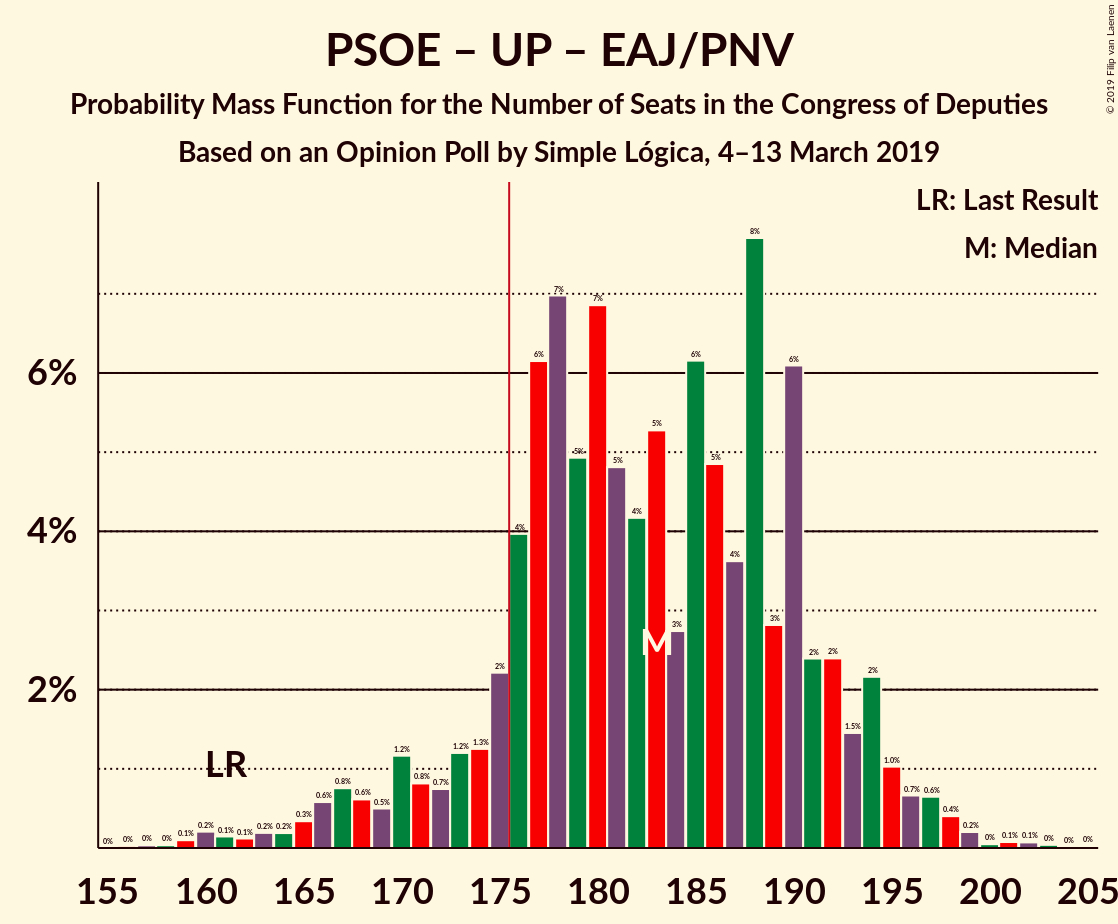 PSOE – UP – EAJ/PNV
Probability Mass Function for the Number of Seats in the Congress of Deputies
Based on an Opinion Poll by Simple Lógica, 4–13 March 2019
© 2019 Filip van Laenen
LR: Last Result
M: Median
6%
4%
2%
LR
M
0% 0% 0% 0% 0.1% 0.2% 0.1% 0.1% 0.2% 0.2% 0.3% 0.6% 0.8% 0.6% 0.5% 1.2% 0.8% 0.7% 1.2% 1.3% 2% 4% 6% 7% 5% 7% 5% 4% 5% 3% 6% 5% 4% 8% 3% 6% 2% 2% 1.5% 2% 1.0% 0.7% 0.6% 0.4% 0.2% 0% 0.1% 0.1% 0% 0% 0%
155 160 165 170 175 180 185 190 195 200 205